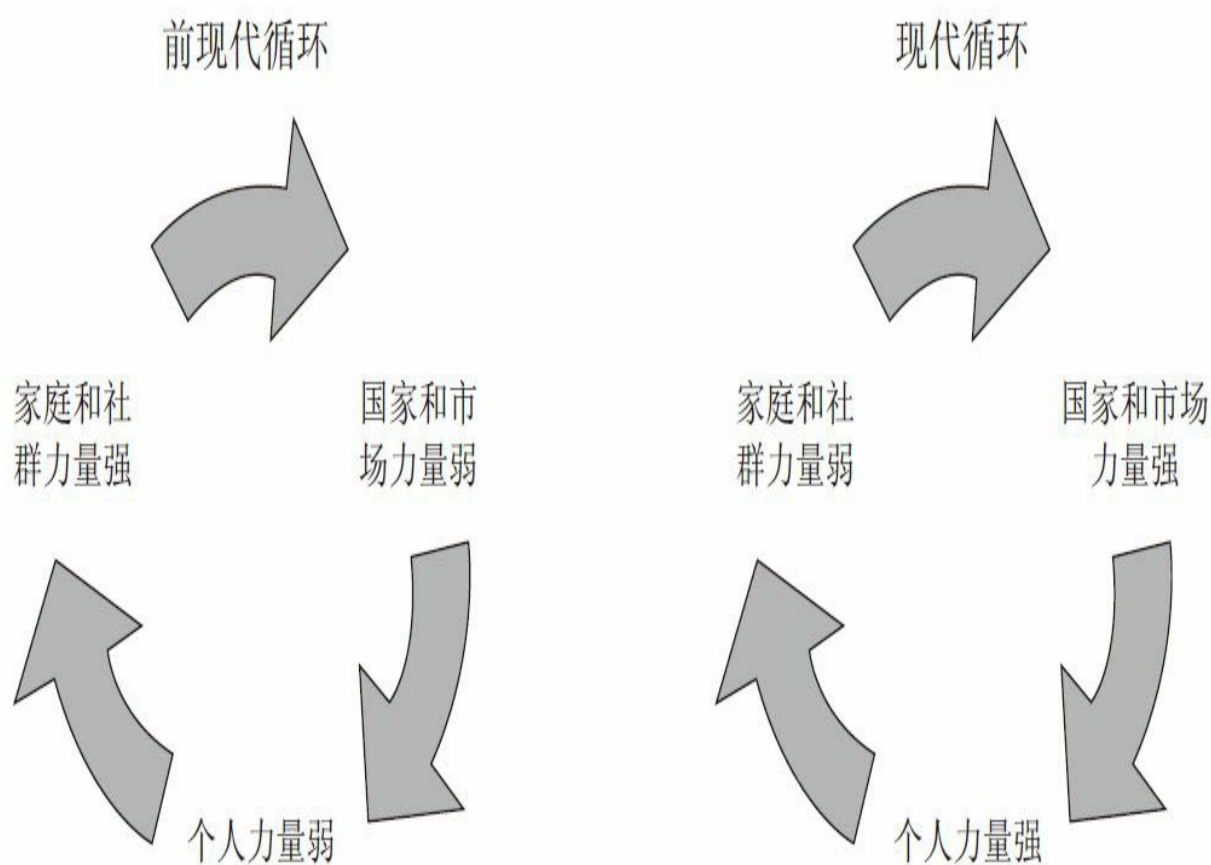 前现代循环
现代循环
家庭和社
群力量强
国家和市
场力量弱
家庭和社
群力量弱
国家和市场
力量强
个人力量弱
个人力量强